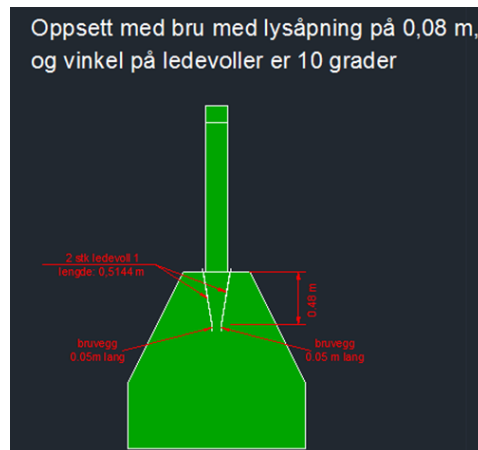 Oppsett med bru med lysåpning på 0,08 m,
og vinkel på ledevoller er 10 grader
2 stk ledevoll 1
lengde: 0,5144 m
0.48 m
bruvegg
0.05m lang
bruvegg
0.05 m lang